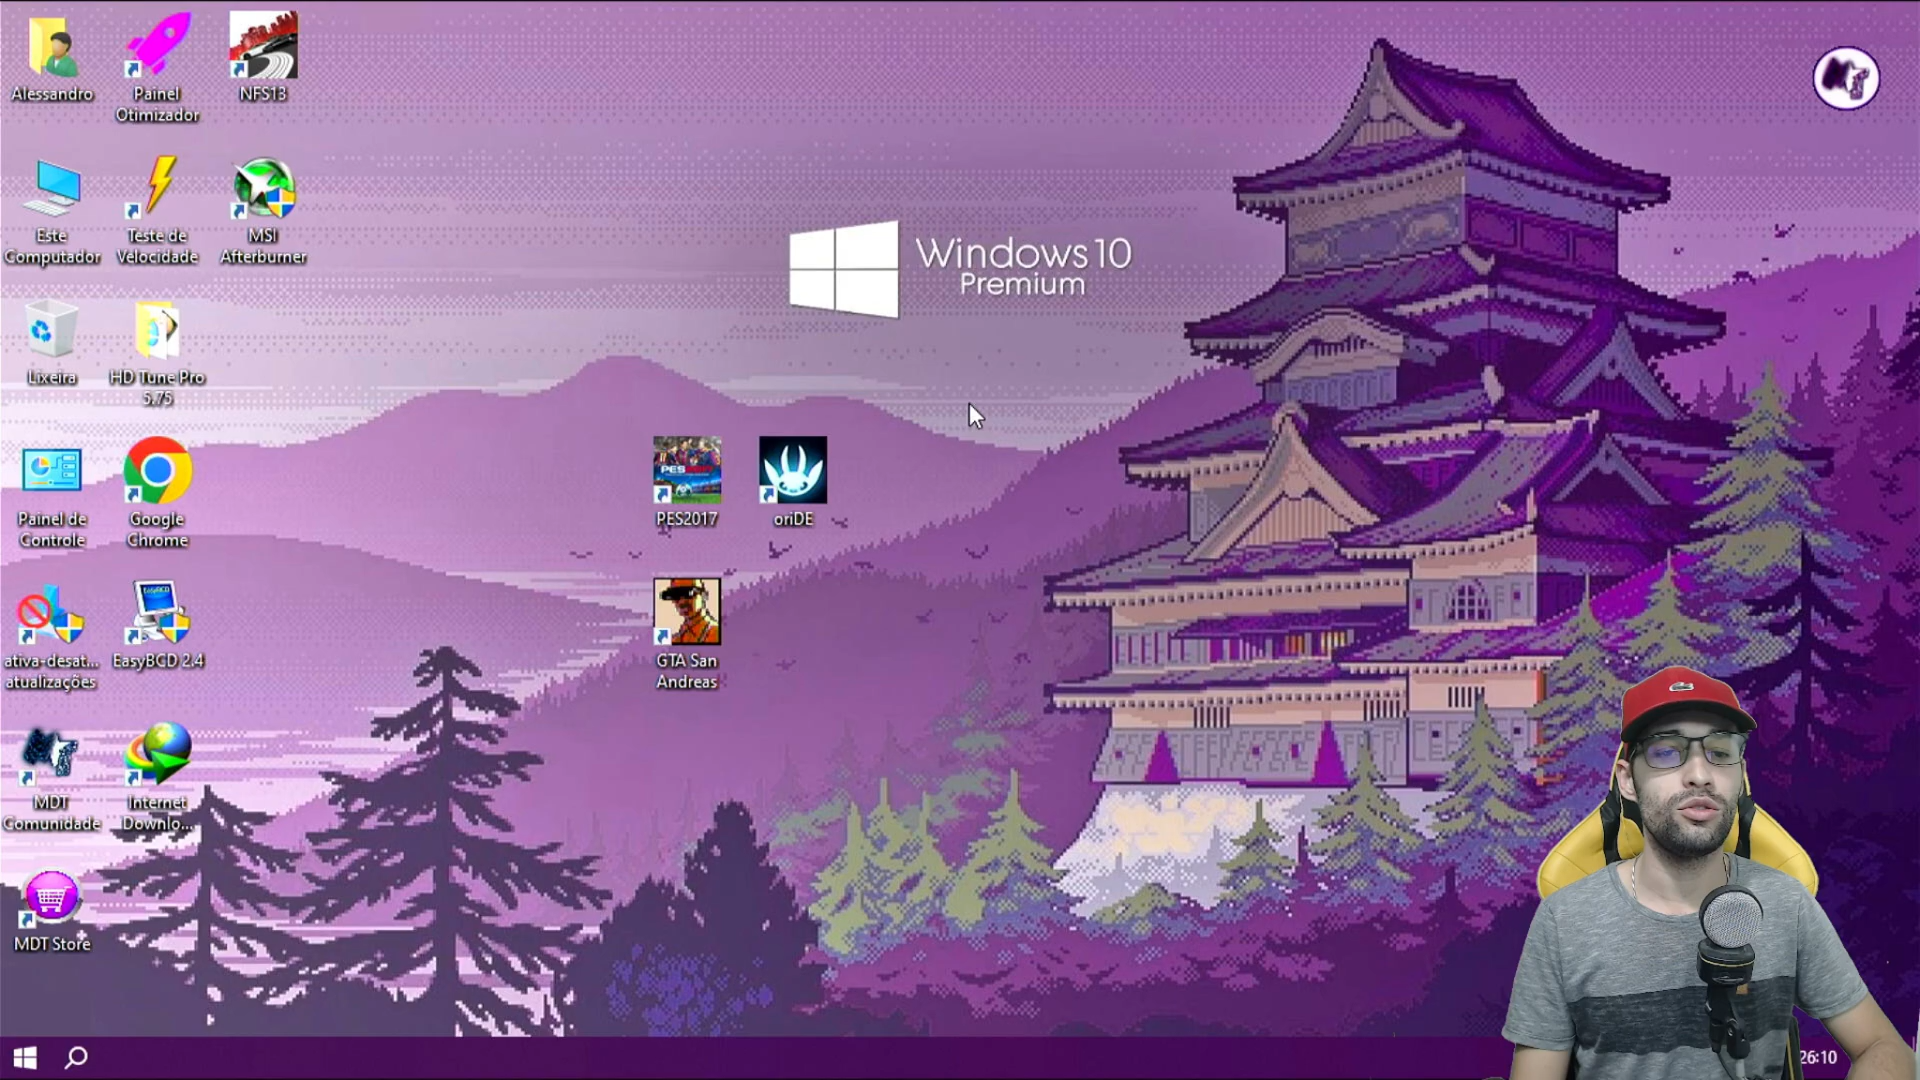 Alessandro
Painel
Otimizador
NFS13
Este
Computador
Teste de
Velocidade
MSI
Afterburner
Windows 10
Premium
Lixeira
HD Tune Pro
5.75
Painel de
Controle
Google
Chrome
PES2017
oriDE
ativa-desat...
atualizações
EasyBCD 2.4
GTA San
Andreas
MDT
Comunidade
Internet
Downlo...
MDT Store
26:10